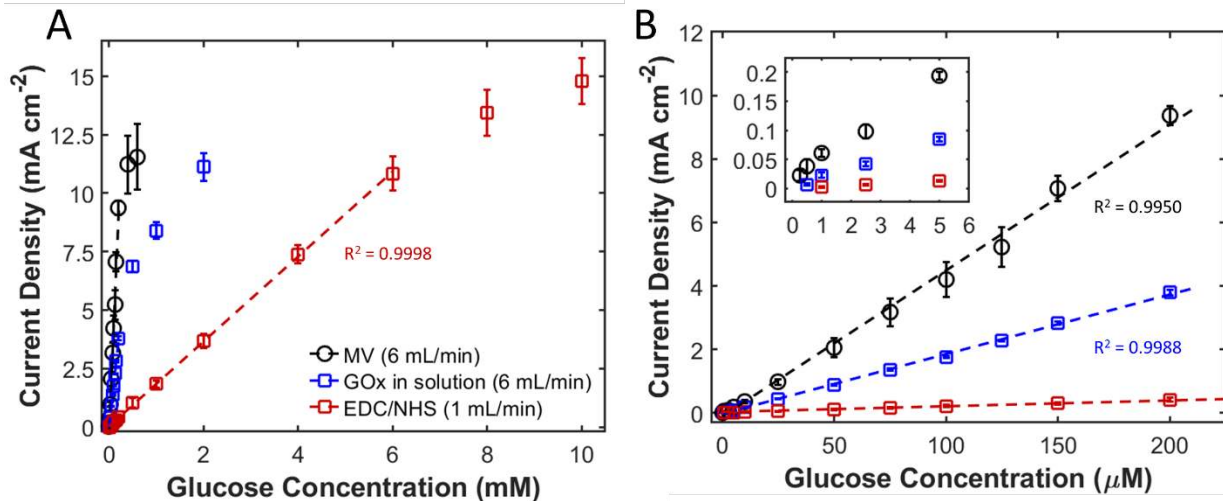 A
Current Density (mA cm⁻²)
15
12.5
10
7.5
5
2.5
0
R² = 0.9998
MV (6 mL/min)
GOx in solution (6 mL/min)
EDC/NHS (1 mL/min)
0 2 4 6 8 10
Glucose Concentration (mM)
B
Current Density (mA cm⁻²)
12
10
8
6
4
2
0
0.2
0.15
0.1
0.05
0
0 1 2 3 4 5 6
R² = 0.9950
R² = 0.9988
0 50 100 150 200
Glucose Concentration (μM)